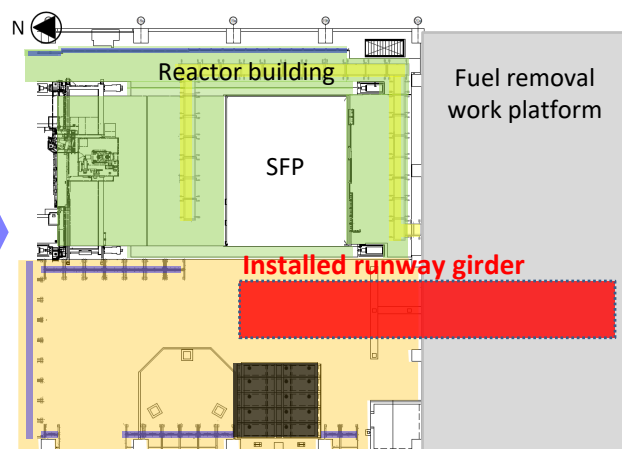 N
Reactor building
Fuel removal
work platform
SFP
Installed runway girder